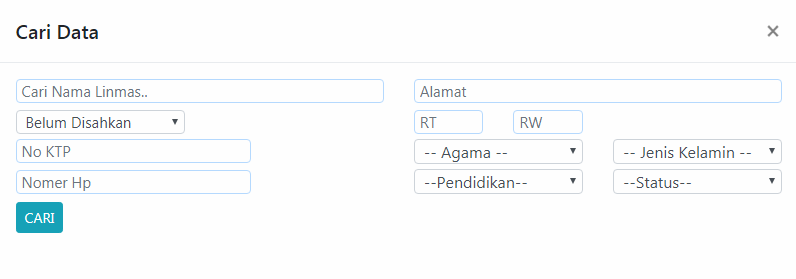 Cari Data ×
Cari Nama Linmas.. Alamat
Belum Disahkan RT RW
No KTP -- Agama -- -- Jenis Kelamin --
Nomer Hp --Pendidikan-- --Status--
CARI